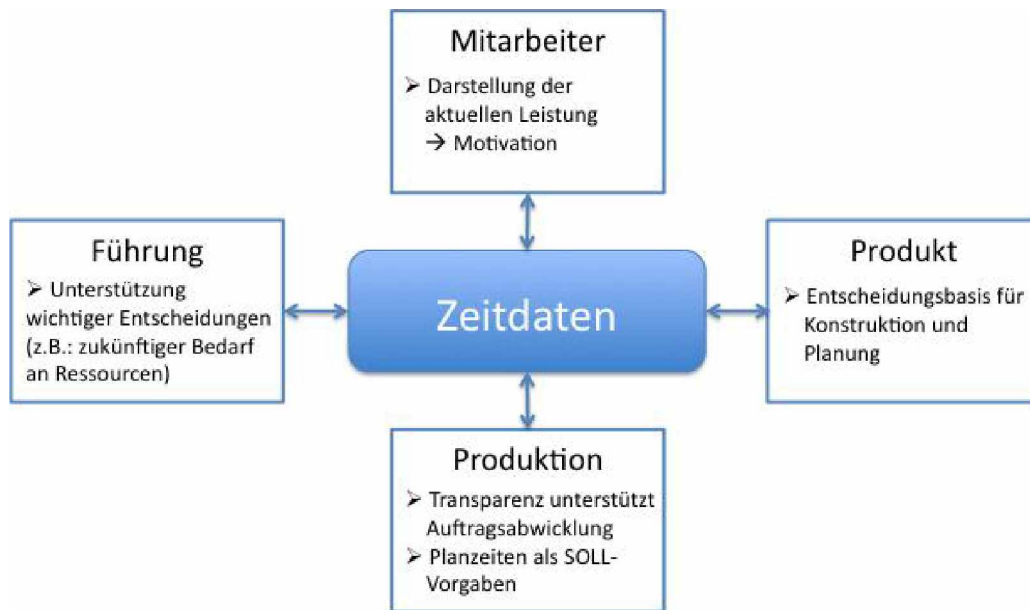 Mitarbeiter
➢ Darstellung der
aktuellen Leistung
→ Motivation
Führung
➢ Unterstützung
wichtiger Entscheidungen
(z.B.: zukünftiger Bedarf
an Ressourcen)
Zeitdaten
Produkt
➢ Entscheidungsbasis für
Konstruktion und
Planung
Produktion
➢ Transparenz unterstützt
Auftragsabwicklung
➢ Planzeiten als SOLL-
Vorgaben